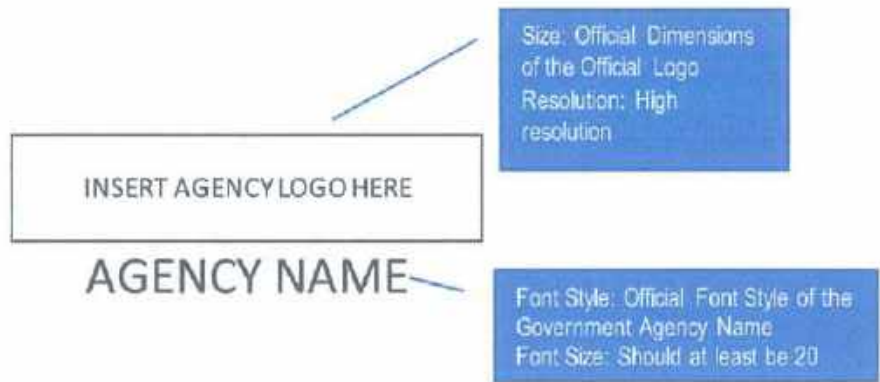 Size: Official Dimensions
of the Official Logo
Resolution: High
resolution
INSERT AGENCY LOGO HERE
AGENCY NAME
Font Style: Official Font Style of the
Government Agency Name
Font Size: Should at least be 20